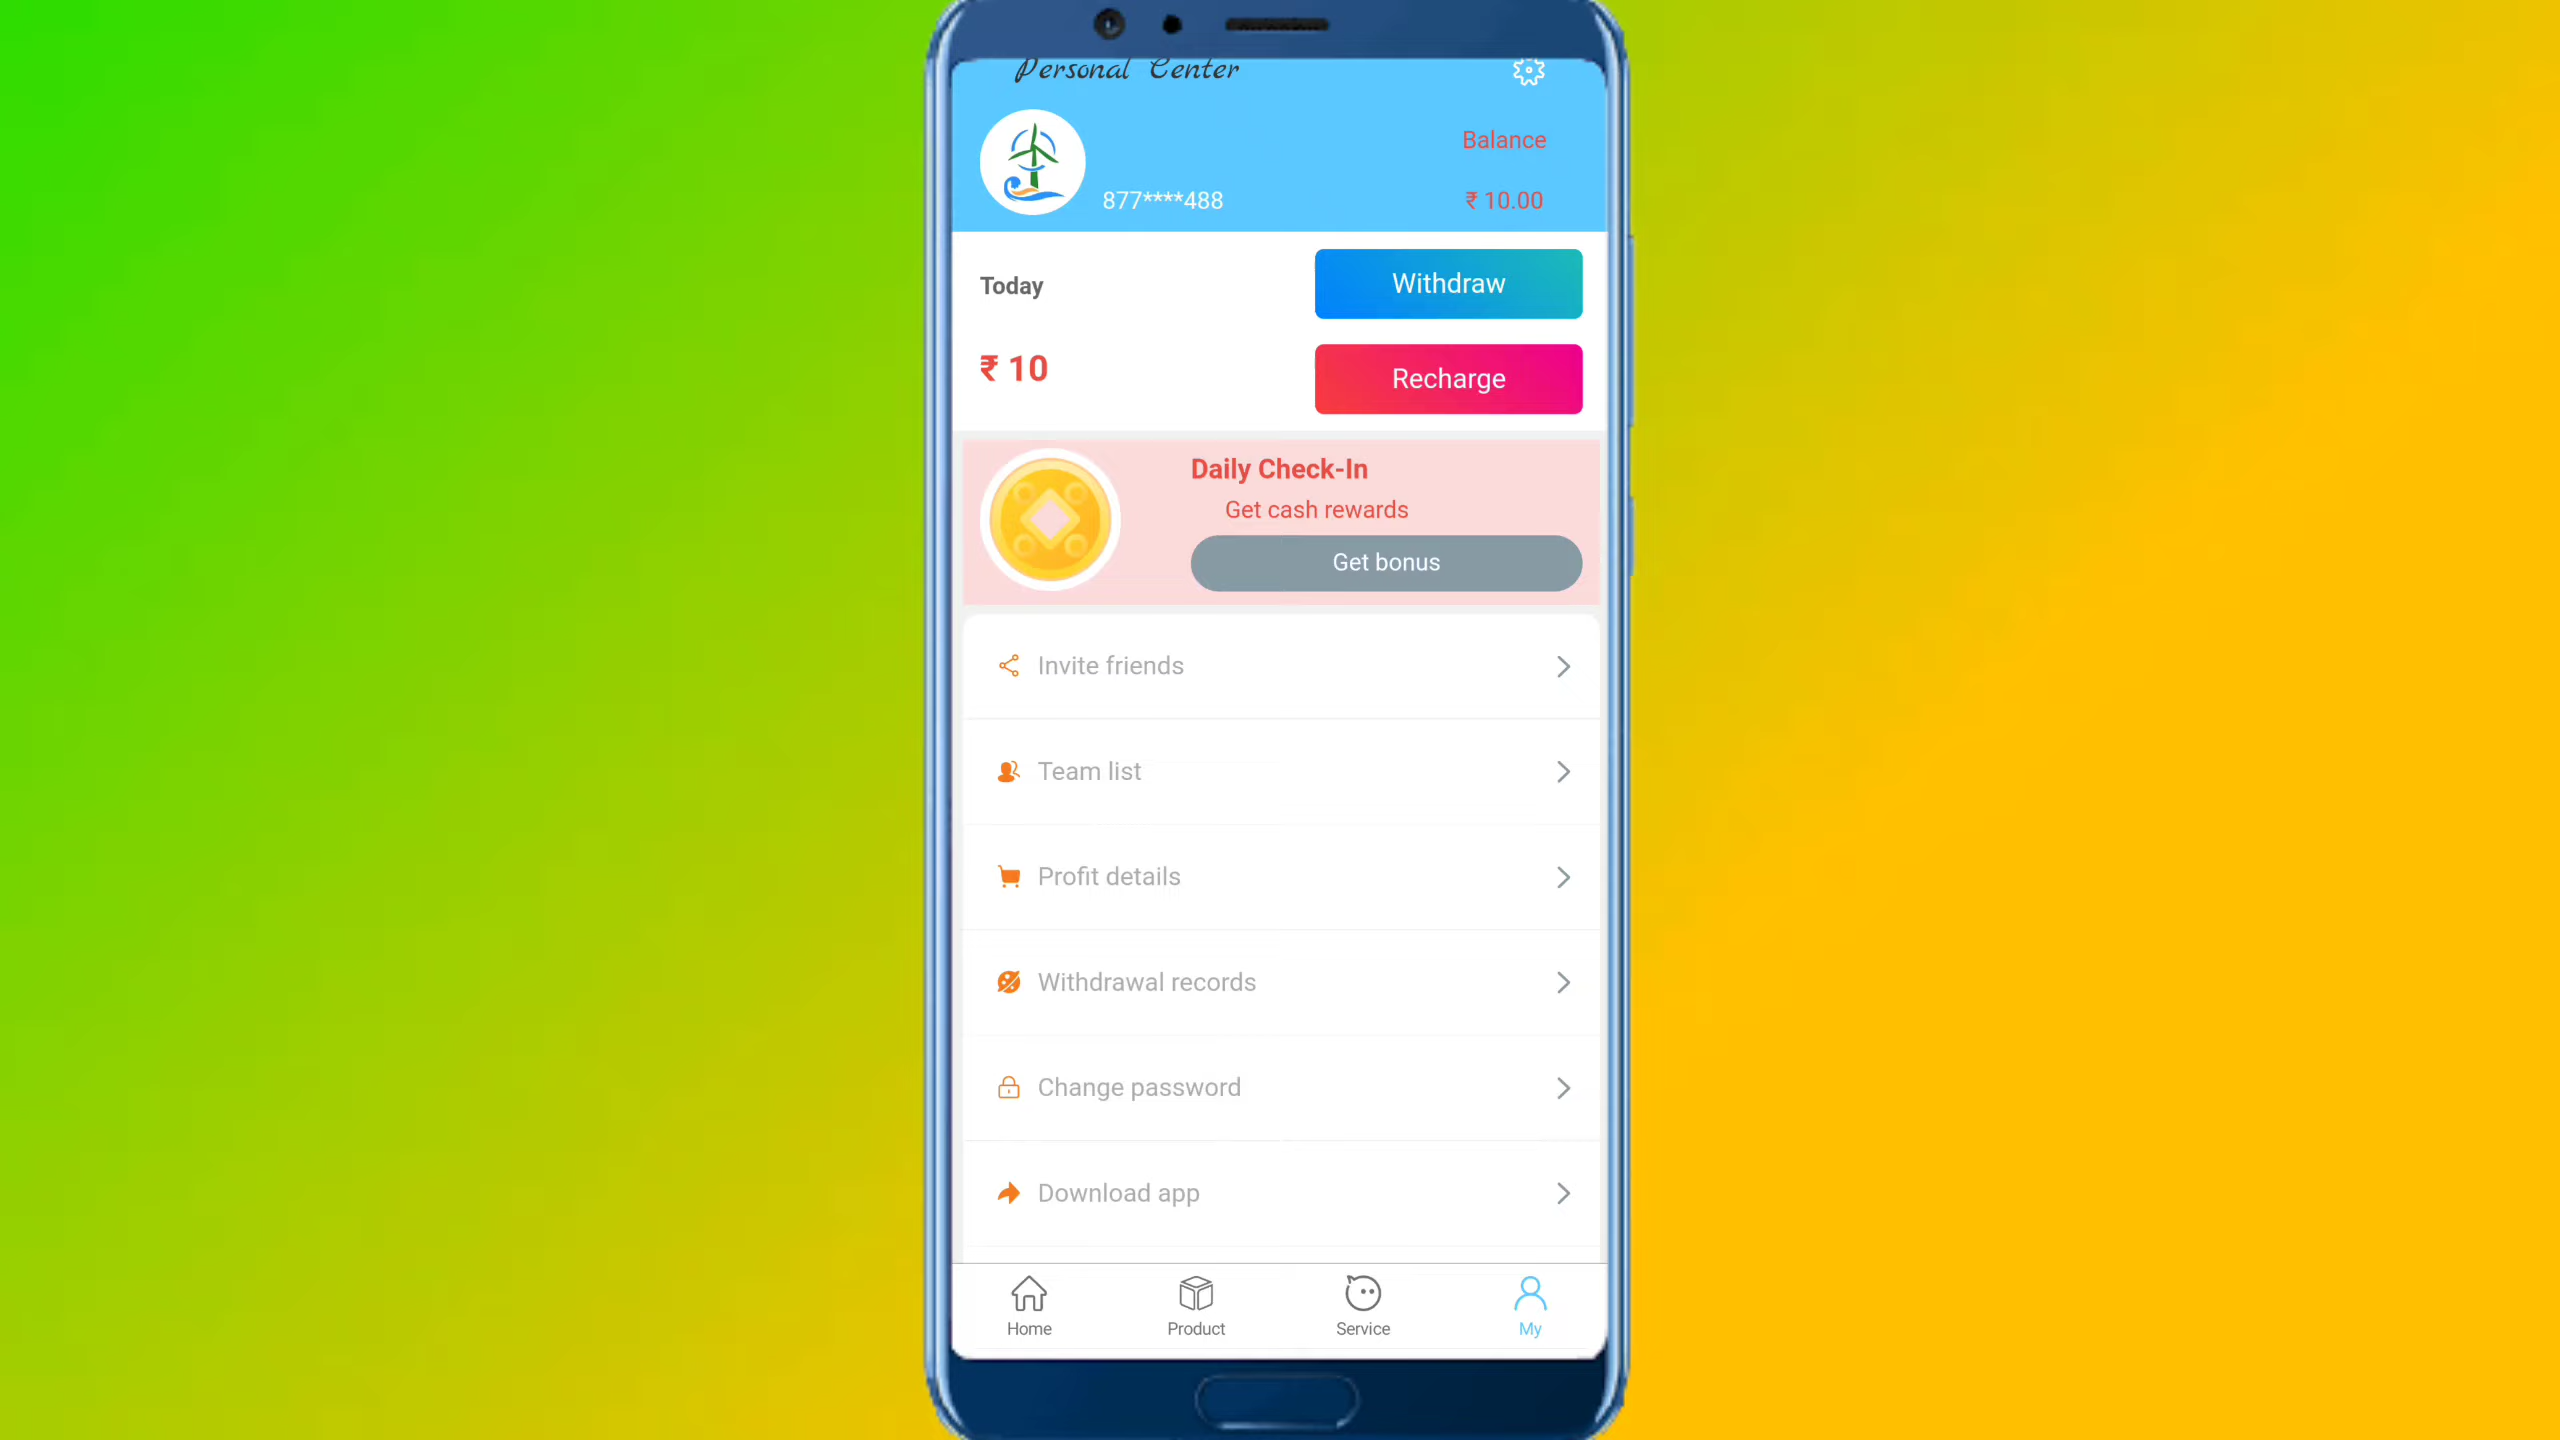 Personal Center
Balance
877****488
₹ 10.00
Today
Withdraw
₹ 10
Recharge
Daily Check-In
Get cash rewards
Get bonus
Invite friends
Team list
Profit details
Withdrawal records
Change password
Download app
Home
Product
Service
My